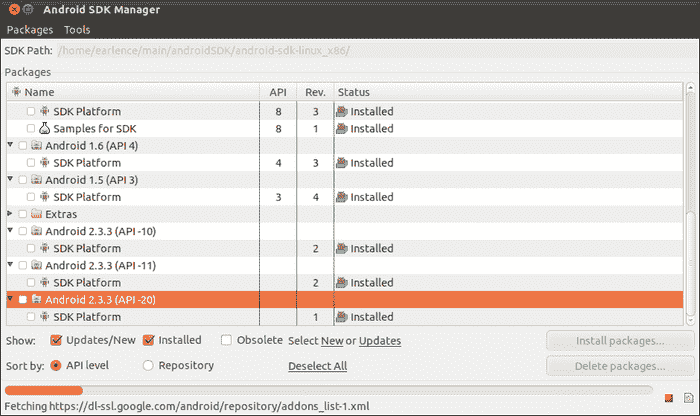 Android SDK Manager
Packages Tools
SDK Path: /home/earlence/main/androidSDK/android-sdk-linux_x86/
Packages
Name API Rev. Status
SDK Platform 8 3 Installed
Samples for SDK 8 1 Installed
Android 1.6 (API 4)
SDK Platform 4 3 Installed
Android 1.5 (API 3)
SDK Platform 3 4 Installed
Extras
Android 2.3.3 (API -10)
SDK Platform 2 Installed
Android 2.3.3 (API -11)
SDK Platform 2 Installed
Android 2.3.3 (API -20)
SDK Platform 1 Installed
Show: Updates/New Installed Obsolete Select New or Updates Install packages...
Sort by: API level Repository Deselect All Delete packages...
Fetching https://dl-ssl.google.com/android/repository/addons_list-1.xml